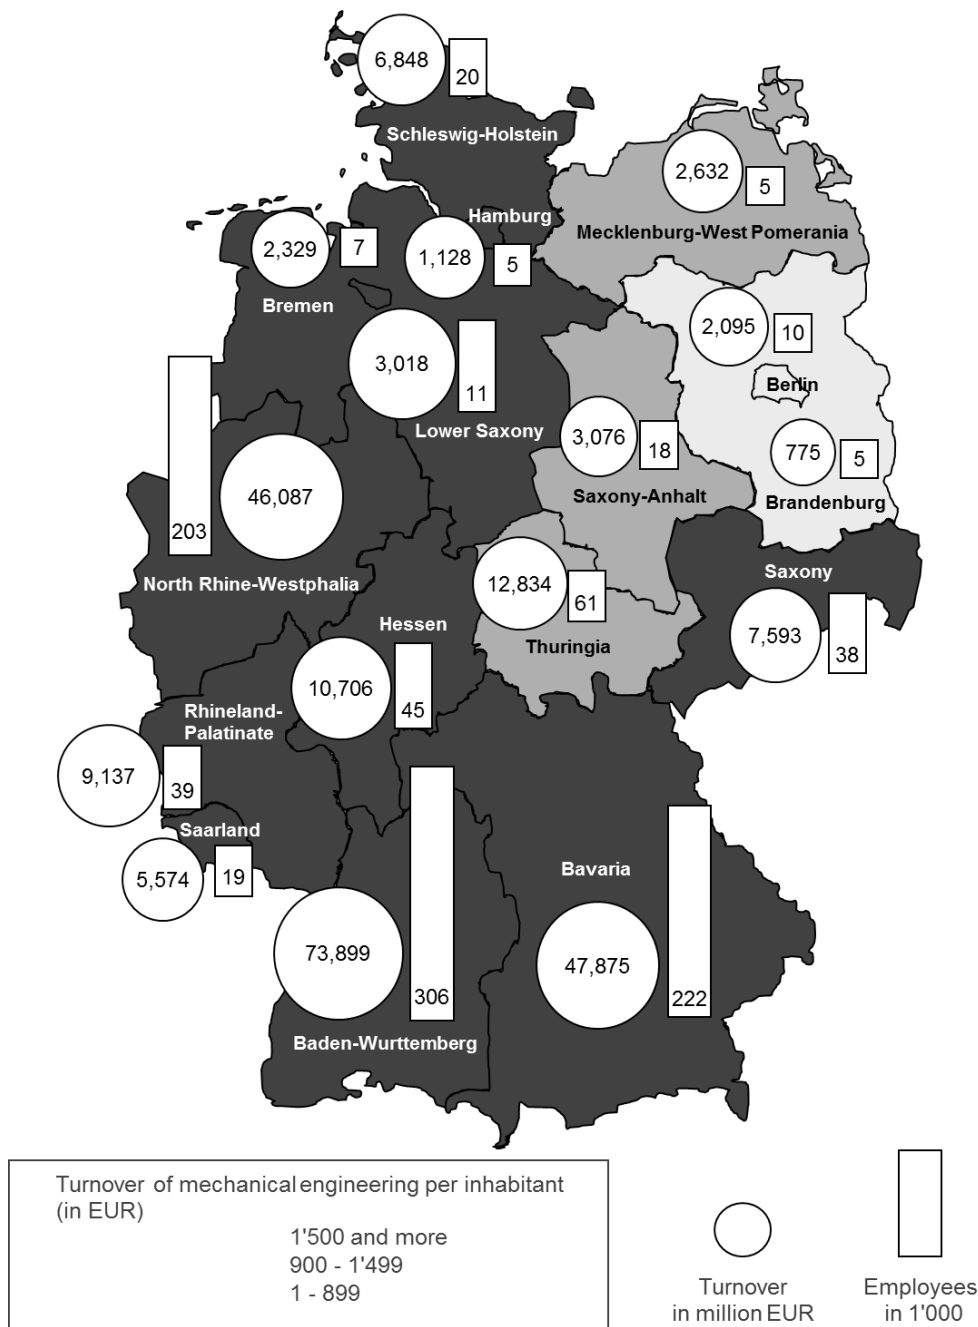 6,848
20
Schleswig-Holstein
2,632
5
Mecklenburg-West Pomerania
Hamburg
2,329
7
1,128
5
Bremen
2,095
10
Berlin
3,018
11
Lower Saxony
3,076
18
Saxony-Anhalt
775
5
Brandenburg
46,087
203
North Rhine-Westphalia
Saxony
12,834
61
Thuringia
7,593
38
Hessen
10,706
45
Rhineland-
Palatinate
9,137
39
Saarland
5,574
19
Bavaria
73,899
306
47,875
222
Baden-Wurttemberg
Turnover of mechanical engineering per inhabitant
(in EUR)
1'500 and more
900 - 1'499
1 - 899
Turnover
in million EUR
Employees
in 1'000